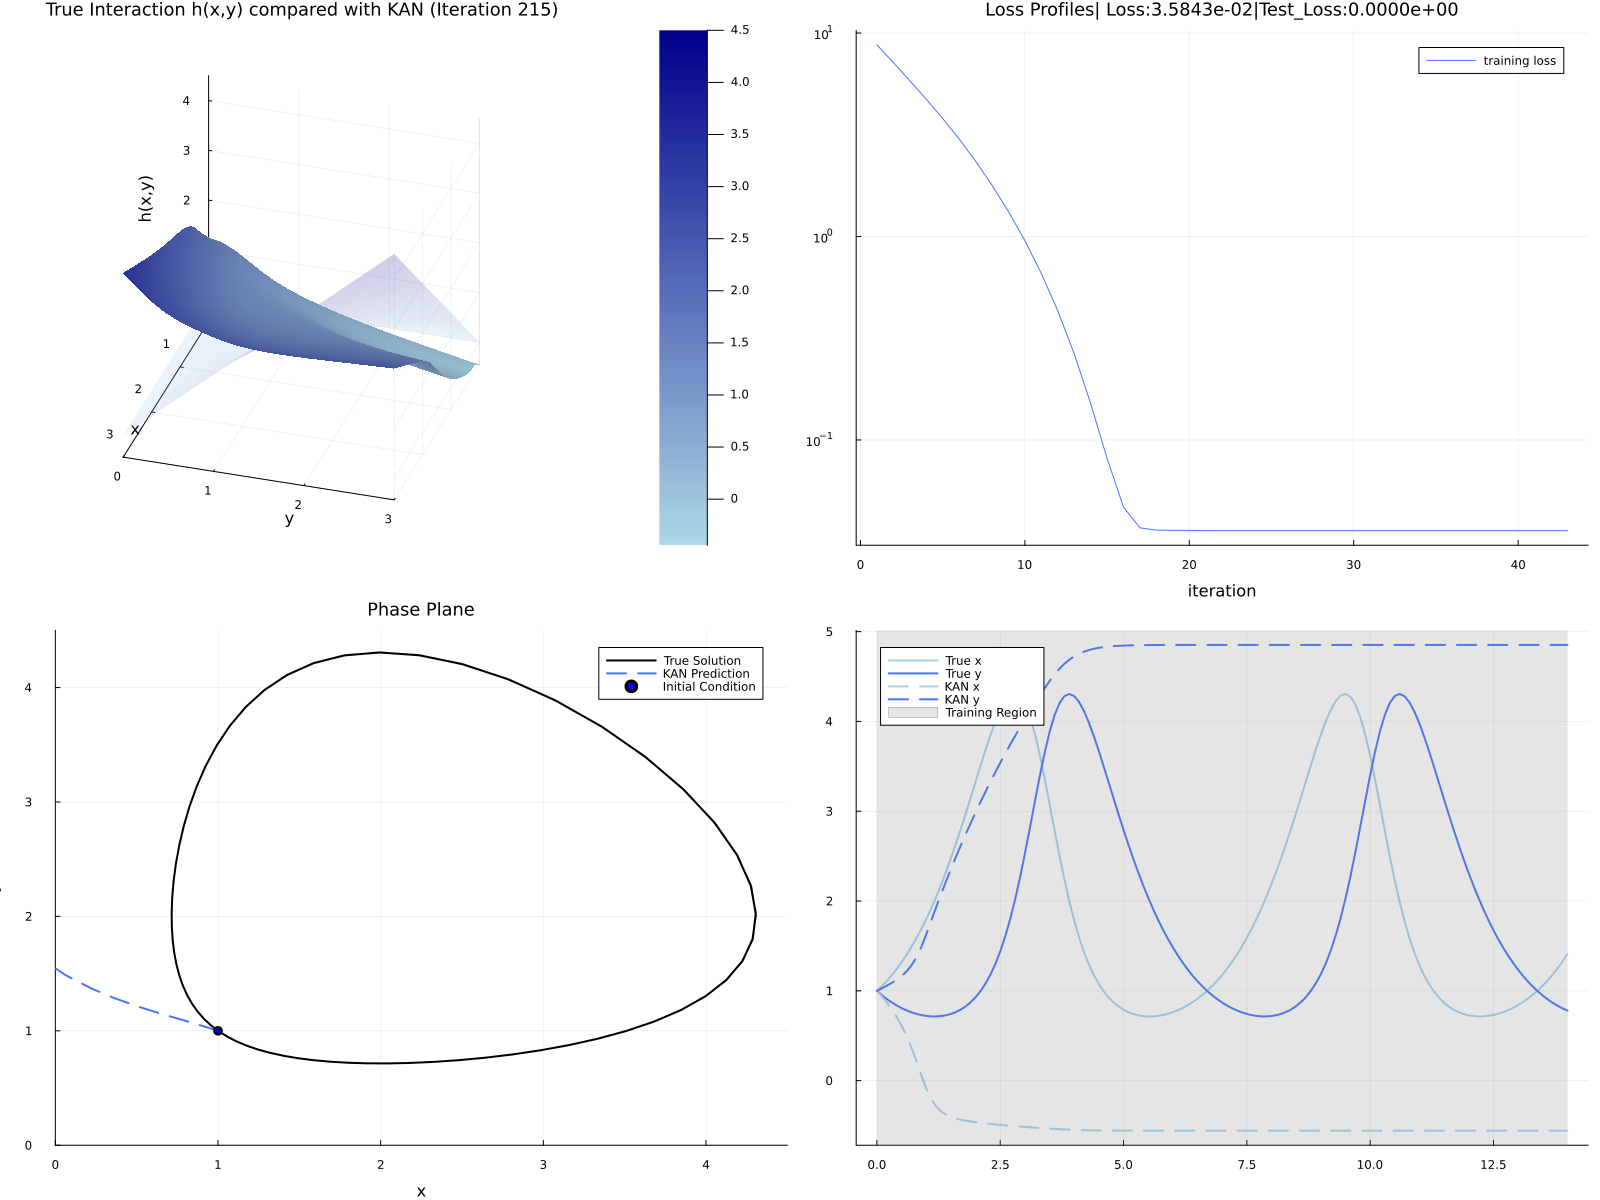 True Interaction h(x,y) compared with KAN (Iteration 215)
4
3
2
h(x,y)
1
2
3
x
0
1
2
3
y
4.5
4.0
3.5
3.0
2.5
2.0
1.5
1.0
0.5
0
Loss Profiles| Loss:3.5843e-02|Test_Loss:0.0000e+00
training loss
10^1
10^0
10^-1
0
10
20
30
40
iteration
Phase Plane
True Solution
KAN Prediction
Initial Condition
4
3
2
1
0
0
1
2
3
4
x
True x
True y
KAN x
KAN y
Training Region
5
4
3
2
1
0
0.0
2.5
5.0
7.5
10.0
12.5